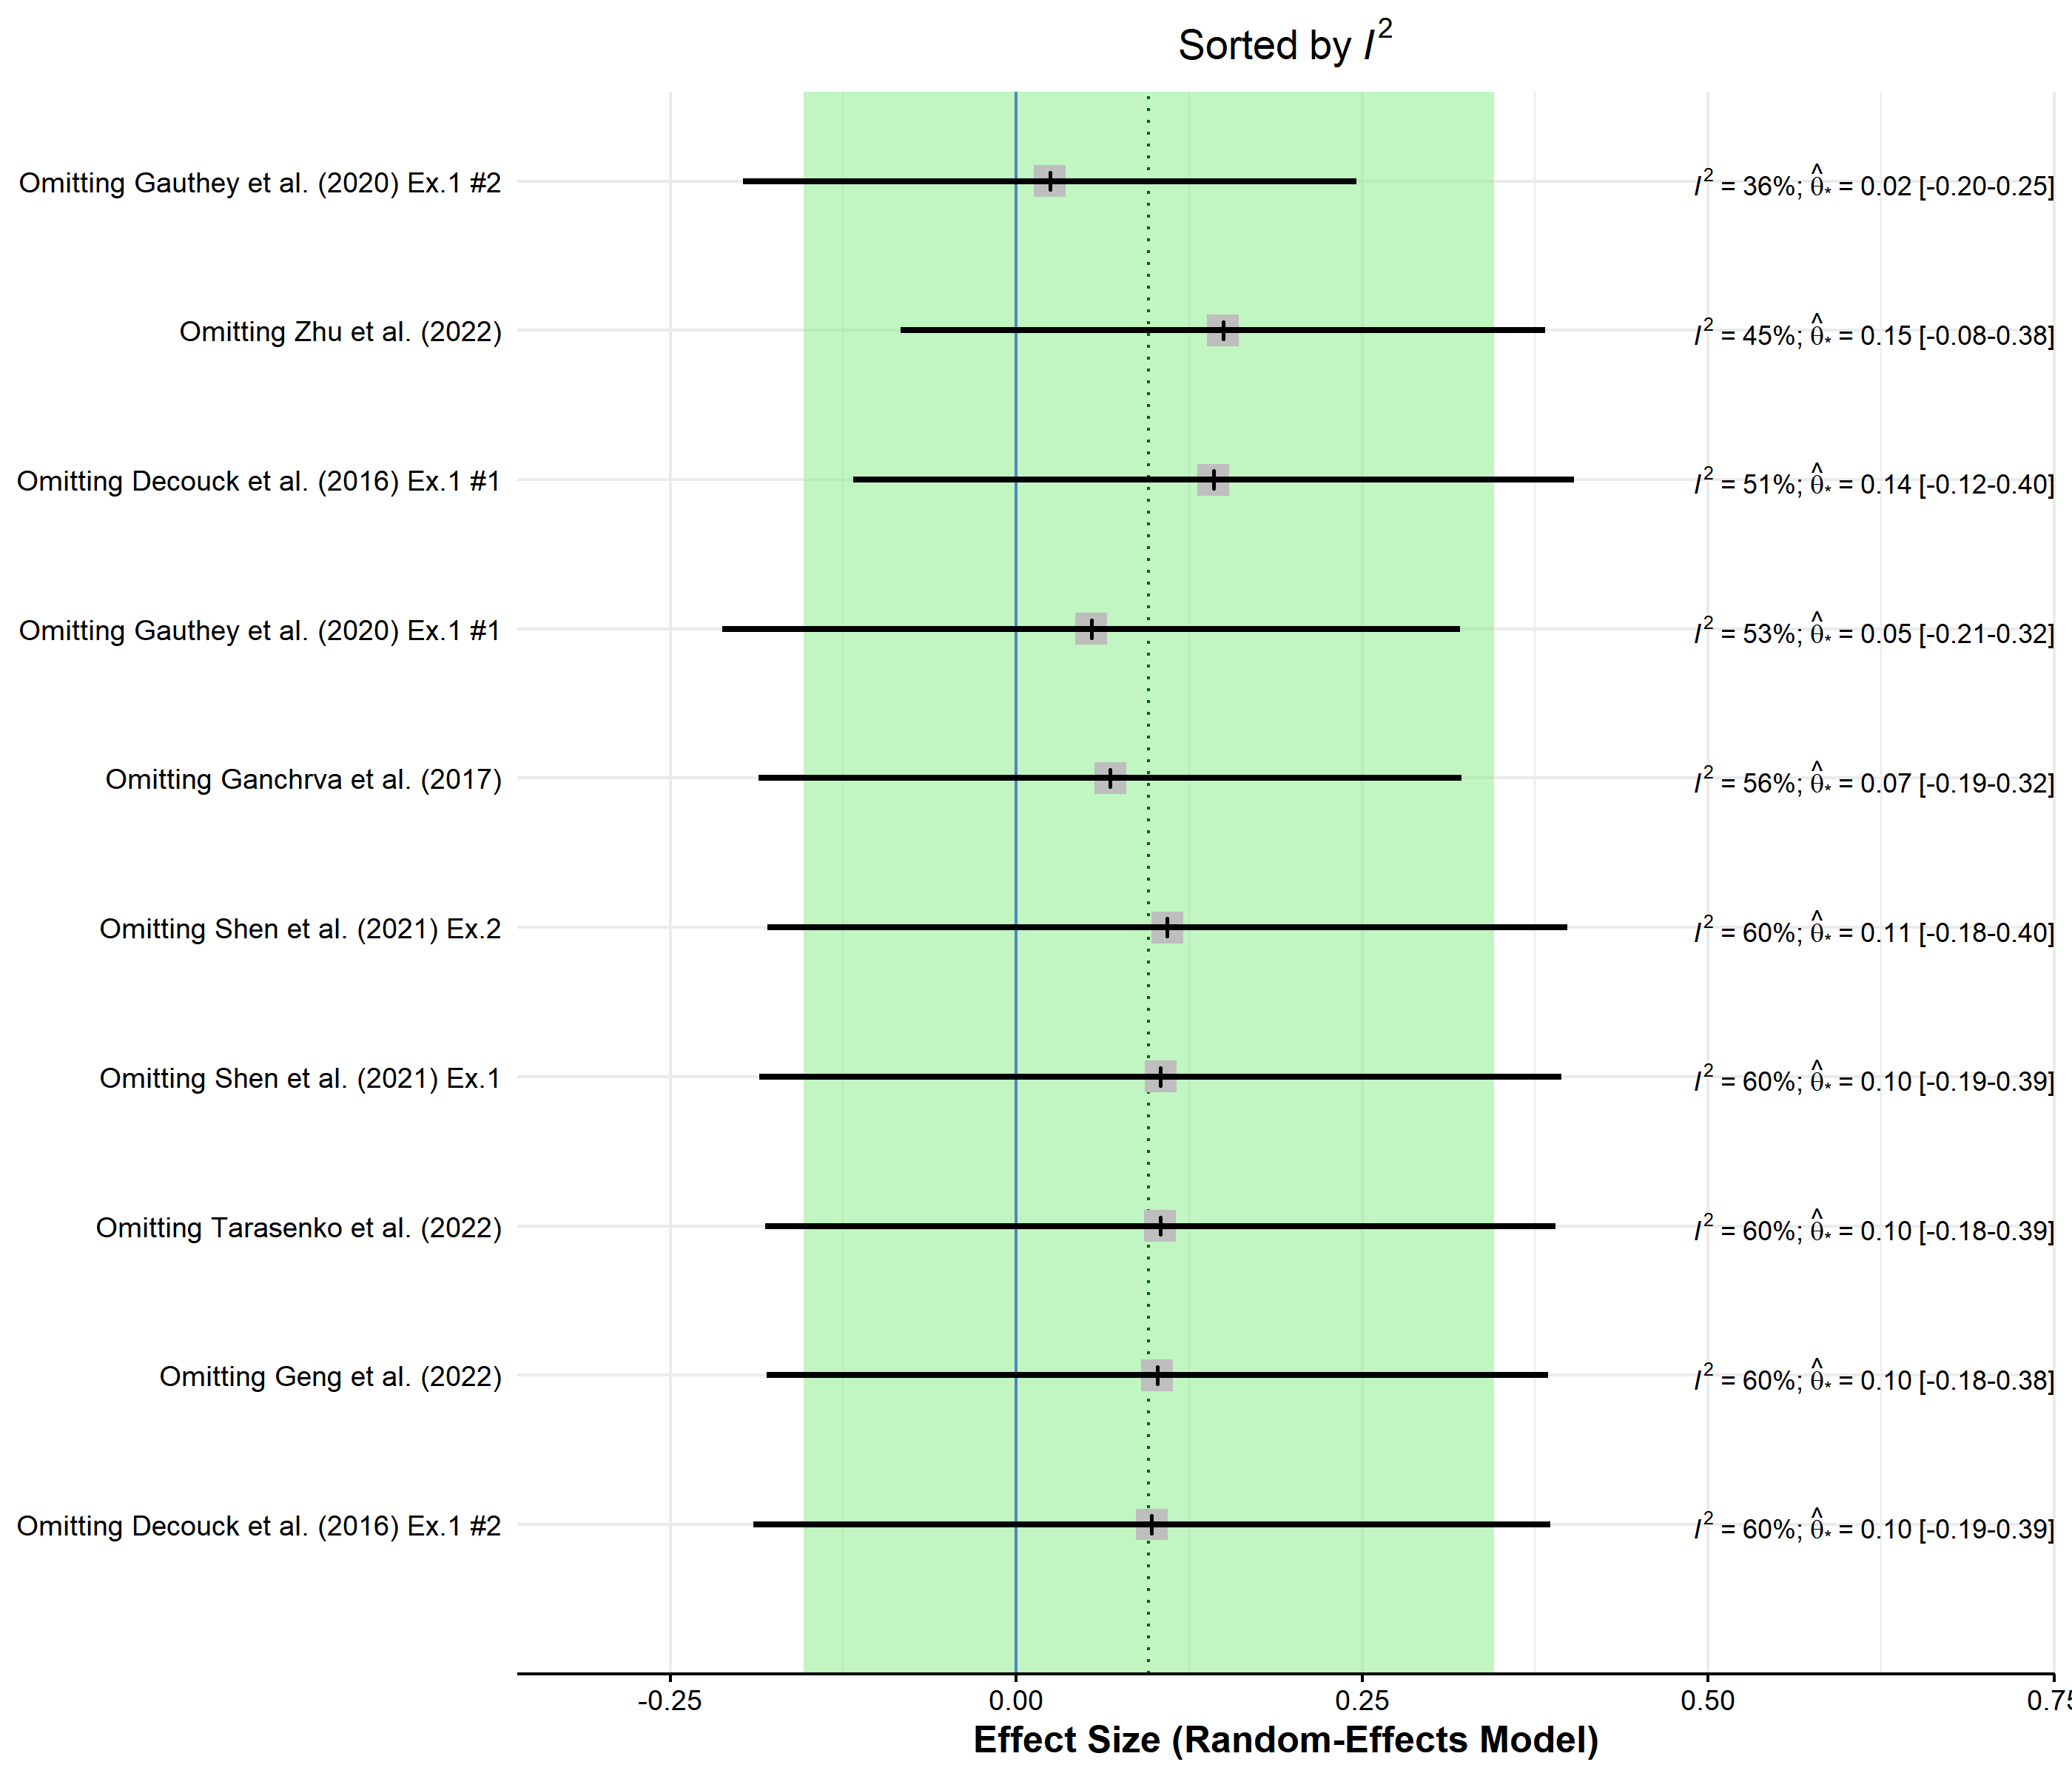 Sorted by I²
Omitting Gauthey et al. (2020) Ex.1 #2 I² = 36%; θ̂* = 0.02 [-0.20-0.25]
Omitting Zhu et al. (2022) I² = 45%; θ̂* = 0.15 [-0.08-0.38]
Omitting Decouck et al. (2016) Ex.1 #1 I² = 51%; θ̂* = 0.14 [-0.12-0.40]
Omitting Gauthey et al. (2020) Ex.1 #1 I² = 53%; θ̂* = 0.05 [-0.21-0.32]
Omitting Ganchrva et al. (2017) I² = 56%; θ̂* = 0.07 [-0.19-0.32]
Omitting Shen et al. (2021) Ex.2 I² = 60%; θ̂* = 0.11 [-0.18-0.40]
Omitting Shen et al. (2021) Ex.1 I² = 60%; θ̂* = 0.10 [-0.19-0.39]
Omitting Tarasenko et al. (2022) I² = 60%; θ̂* = 0.10 [-0.18-0.39]
Omitting Geng et al. (2022) I² = 60%; θ̂* = 0.10 [-0.18-0.38]
Omitting Decouck et al. (2016) Ex.1 #2 I² = 60%; θ̂* = 0.10 [-0.19-0.39]
-0.25 0.00 0.25 0.50 0.75
Effect Size (Random-Effects Model)